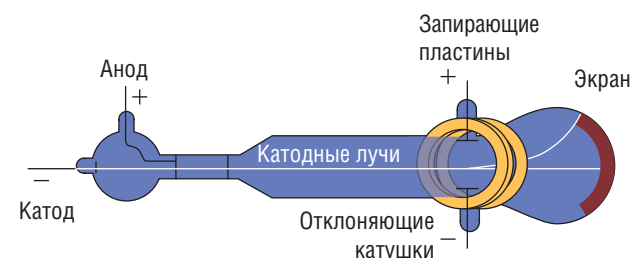 Запирающие
пластины
+
Экран
Анод
+
Катодные лучи
−
Катод
Отклоняющие
катушки
−